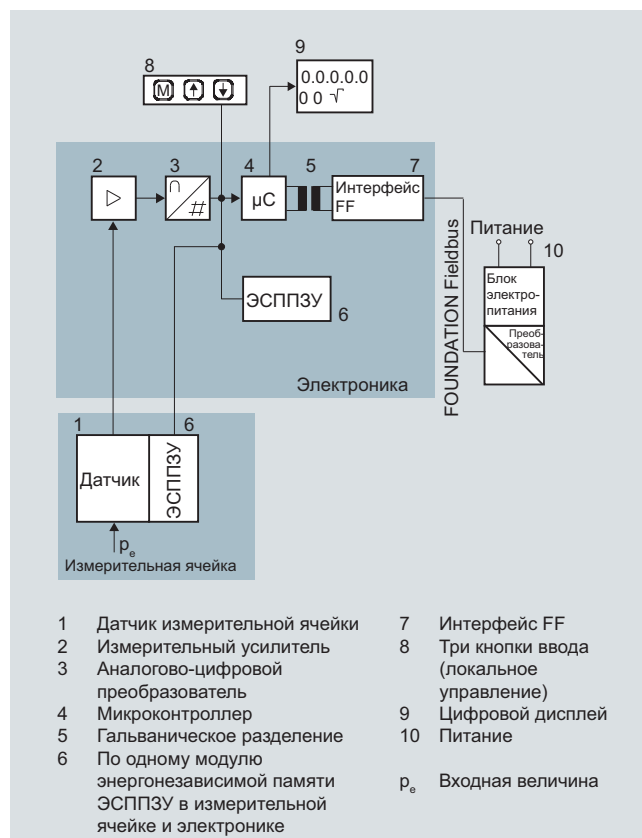 8
9
M
0.0.0.0.0
0 0 √
2
3
4
5
7
∩
#
µC
Интерфейс
FF
FOUNDATION Fieldbus
Питание
10
Блок
электро-
питания
Преоб-
разова-
тель
ЭСППЗУ
6
Электроника
1
6
Датчик
ЭСППЗУ
pe
Измерительная ячейка
1 Датчик измерительной ячейки
2 Измерительный усилитель
3 Аналогово-цифровой
преобразователь
4 Микроконтроллер
5 Гальваническое разделение
6 По одному модулю
энергонезависимой памяти
ЭСППЗУ в измерительной
ячейке и электронике
7 Интерфейс FF
8 Три кнопки ввода
(локальное
управление)
9 Цифровой дисплей
10 Питание
pe Входная величина